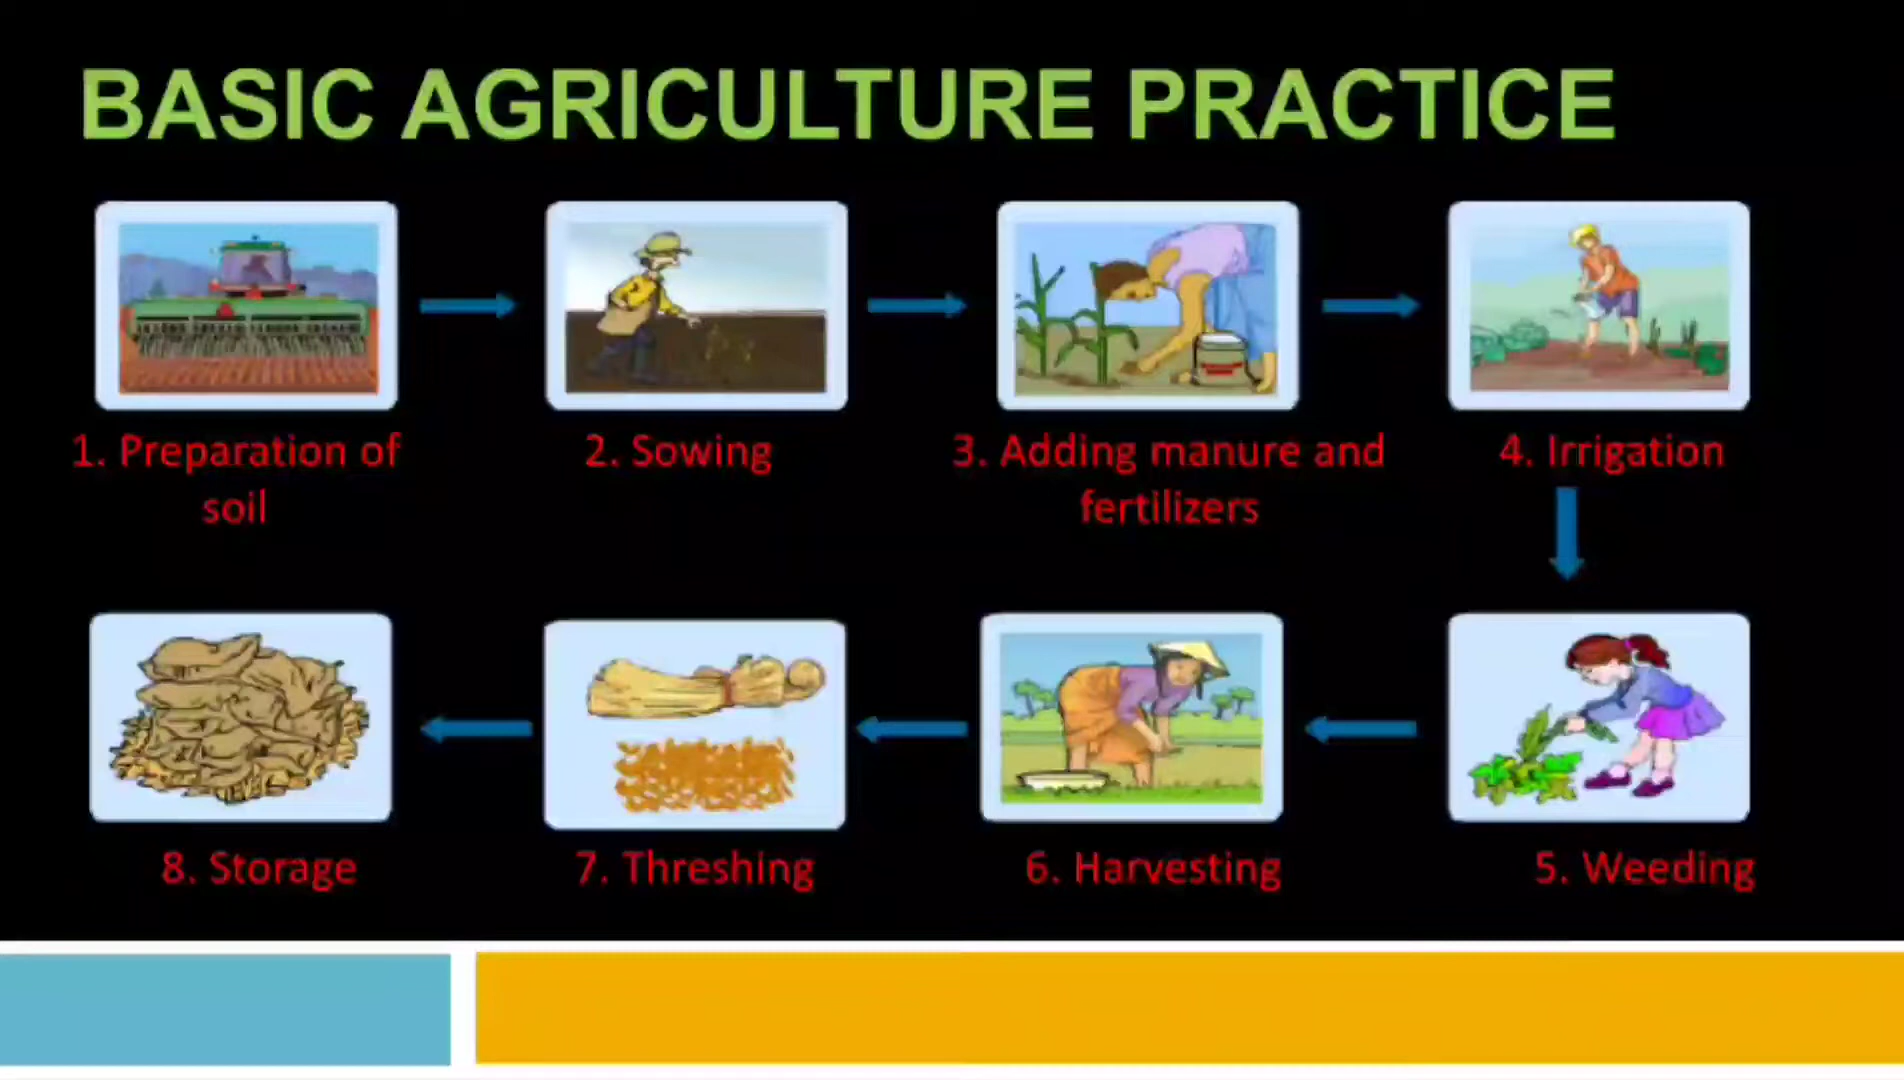 BASIC AGRICULTURE PRACTICE
1. Preparation of
soil
2. Sowing
3. Adding manure and
fertilizers
4. Irrigation
8. Storage
7. Threshing
6. Harvesting
5. Weeding